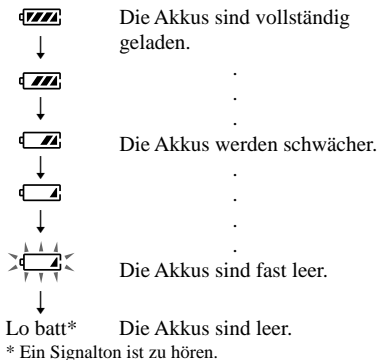 Die Akkus sind vollständig
geladen.
.
.
.
Die Akkus werden schwächer.
.
.
.
.
Die Akkus sind fast leer.
Lo batt* Die Akkus sind leer.
* Ein Signalton ist zu hören.